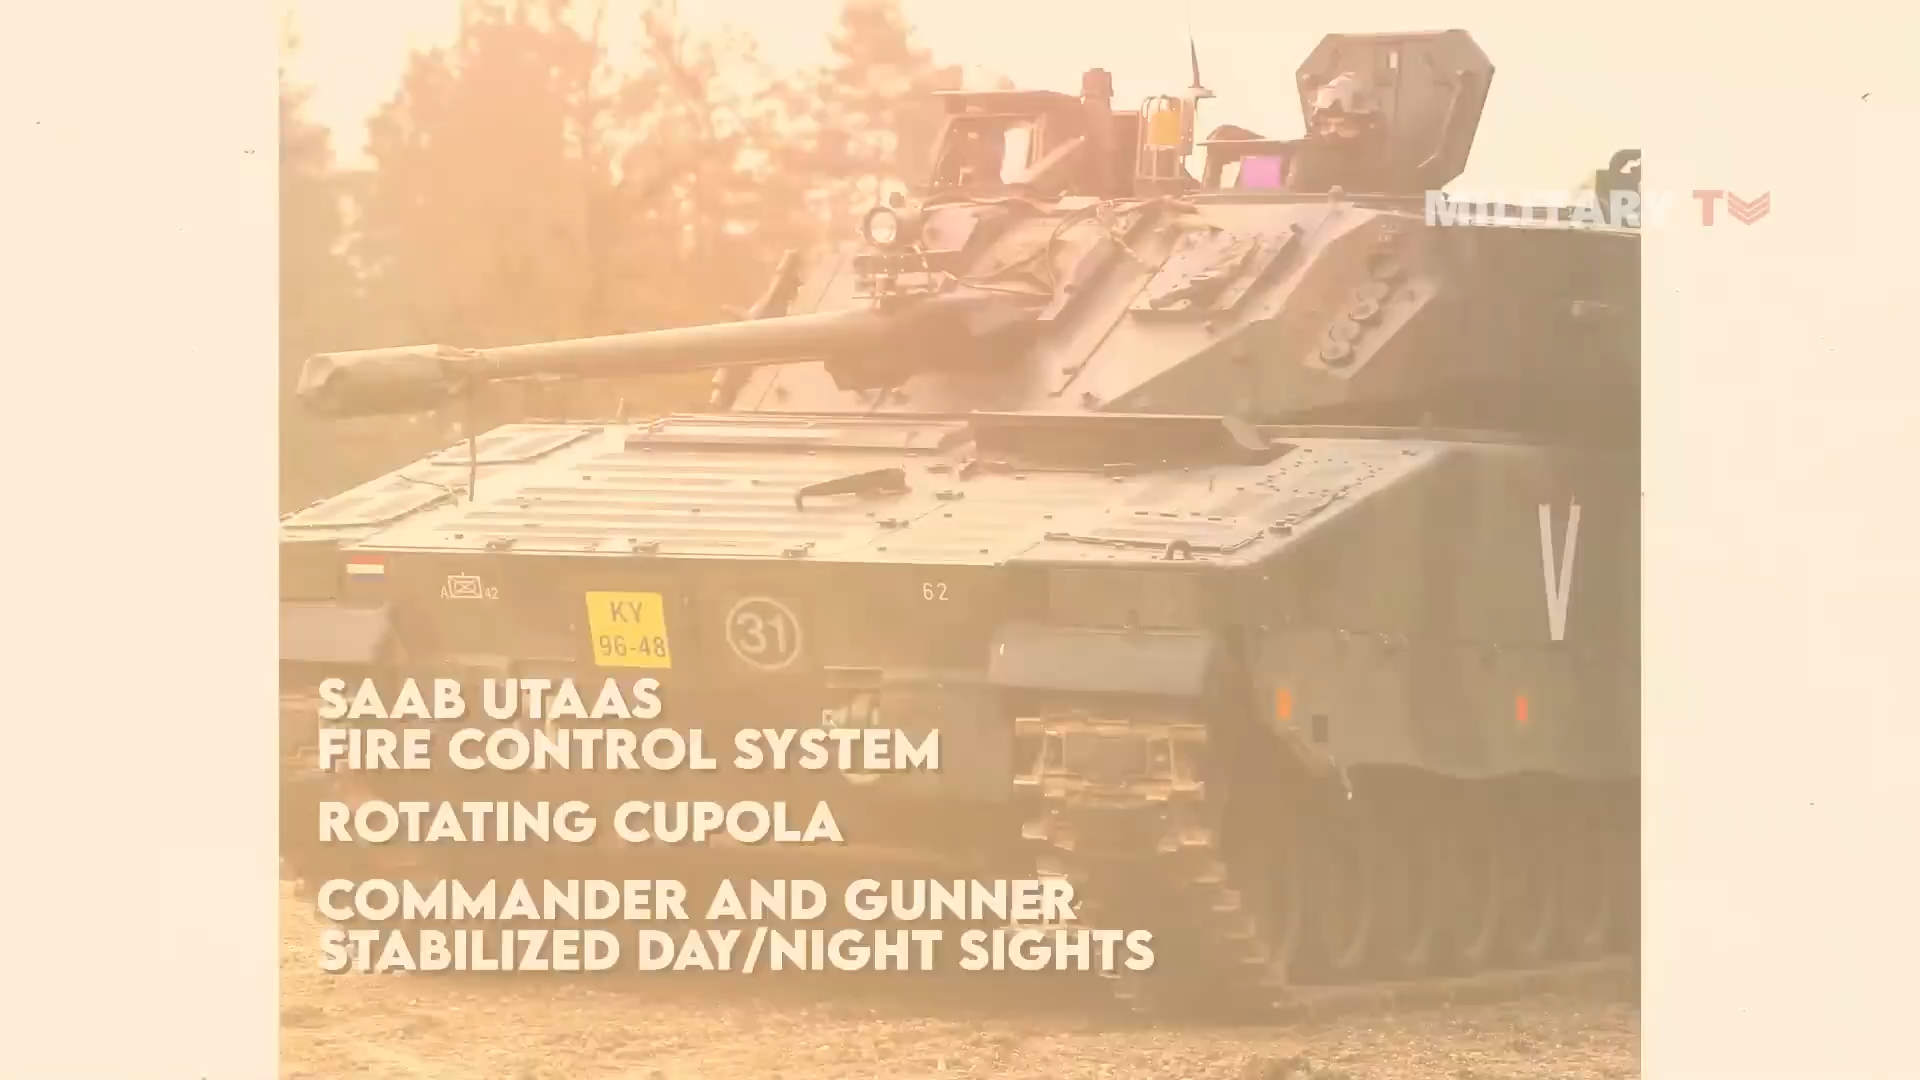 MILITARY TV
A 42
62
KY
96-48
31
V
SAAB UTAAS
FIRE CONTROL SYSTEM
ROTATING CUPOLA
COMMANDER AND GUNNER
STABILIZED DAY/NIGHT SIGHTS